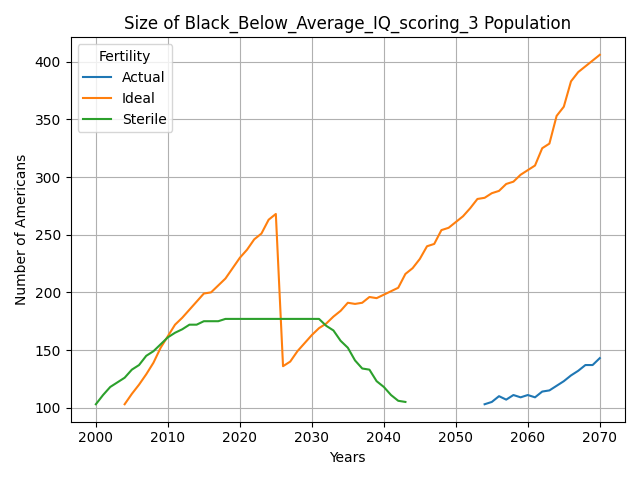 Size of Black_Below_Average_IQ_scoring_3 Population
Fertility
Actual
Ideal
Sterile
Number of Americans
400
350
300
250
200
150
100
2000 2010 2020 2030 2040 2050 2060 2070
Years